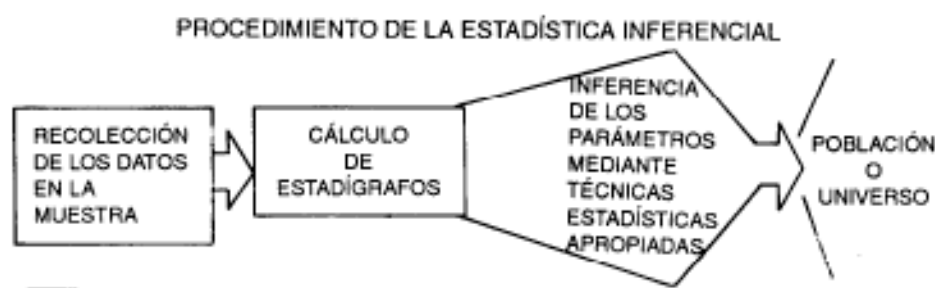 PROCEDIMIENTO DE LA ESTADÍSTICA INFERENCIAL
RECOLECCIÓN
DE LOS DATOS
EN LA
MUESTRA
CÁLCULO
DE
ESTADÍGRAFOS
INFERENCIA
DE LOS
PARÁMETROS
MEDIANTE
TÉCNICAS
ESTADÍSTICAS
APROPIADAS
POBLACIÓN
O
UNIVERSO